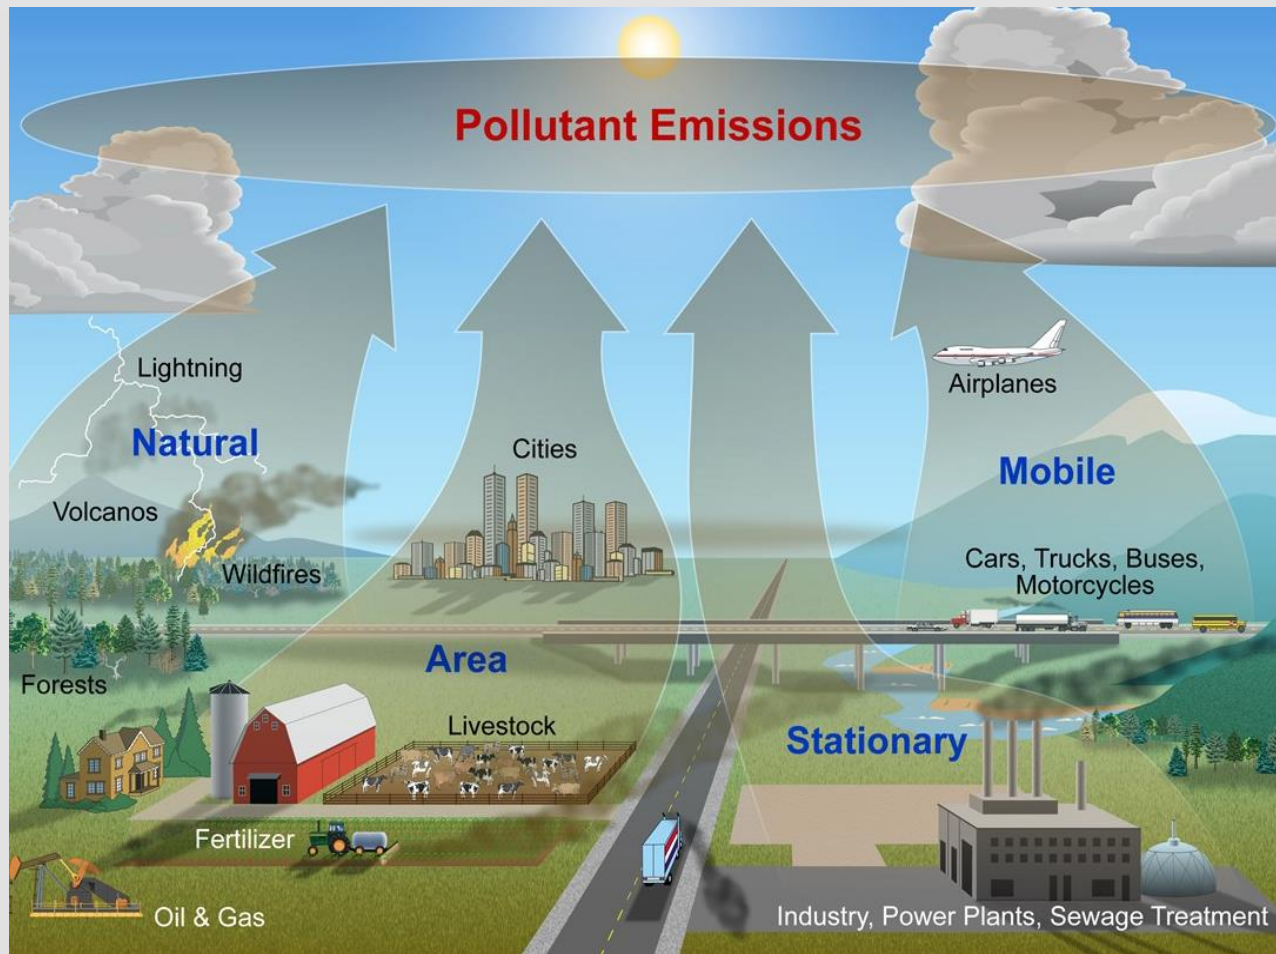 Pollutant Emissions
Lightning
Natural
Volcanos
Wildfires
Forests
Cities
Area
Livestock
Fertilizer
Oil & Gas
Airplanes
Mobile
Cars, Trucks, Buses,
Motorcycles
Stationary
Industry, Power Plants, Sewage Treatment